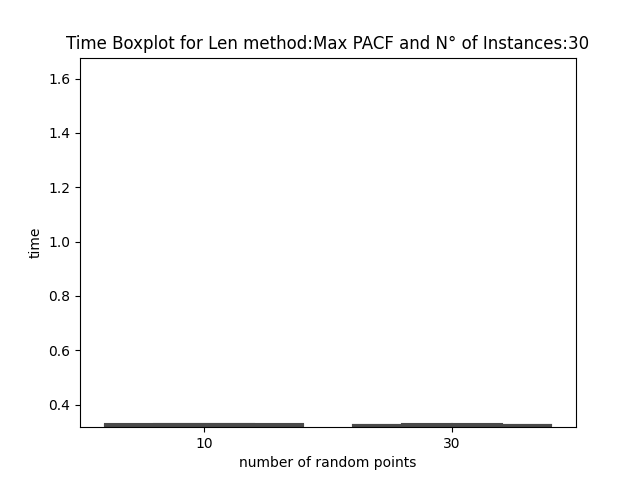 Time Boxplot for Len method:Max PACF and N° of Instances:30
1.6
1.4
1.2
1.0
0.8
0.6
0.4
time
10 30
number of random points